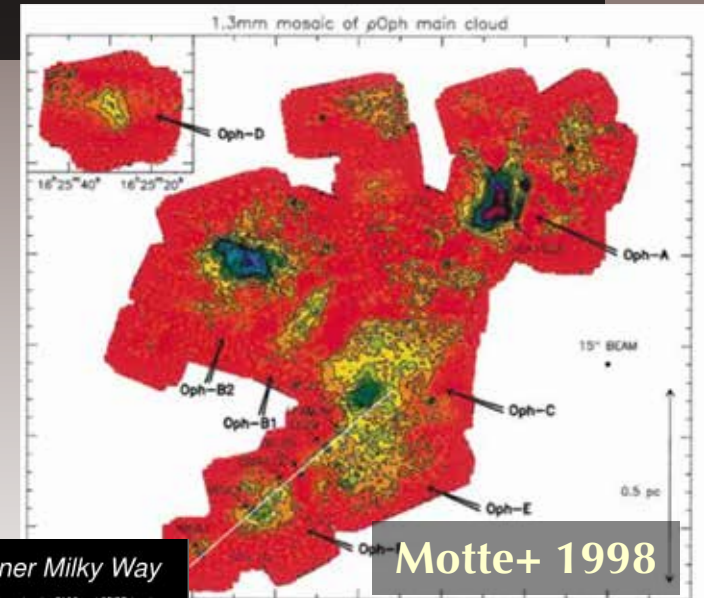 1.3mm mosaic of ρOph main cloud
Oph-D
16ʰ25ᵐ40ˢ 16ʰ25ᵐ20ˢ
Oph-A
15" BEAM
Oph-B2
Oph-C
Oph-B1
0.5 pc
Oph-E
Motte+ 1998
Milky Way